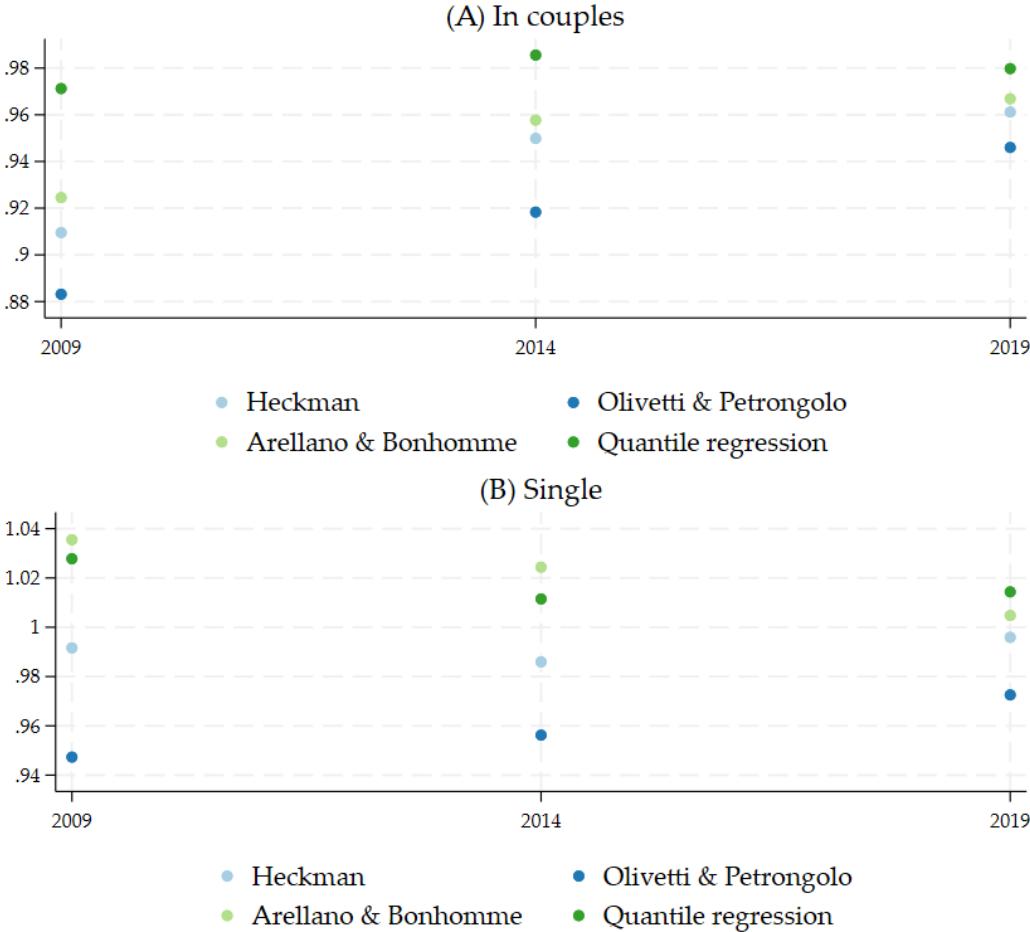 (A) In couples
.98
.96
.94
.92
.9
.88
2009 2014 2019
Heckman Olivetti & Petrongolo
Arellano & Bonhomme Quantile regression
(B) Single
1.04
1.02
1
.98
.96
.94
2009 2014 2019
Heckman Olivetti & Petrongolo
Arellano & Bonhomme Quantile regression